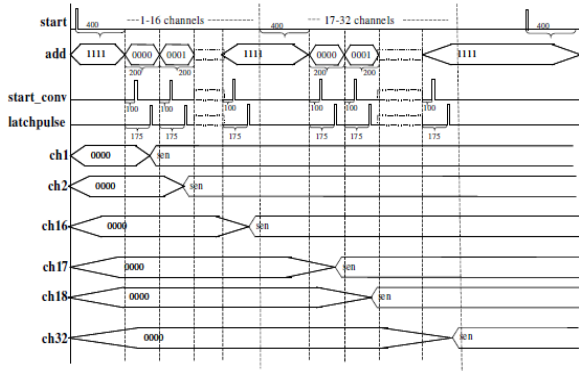 start 400 ---1-16 channels---- 400 ---17-32 channels---- 400
add 1111 0000 0001 1111 0000 0001 1111
200 200 200 200
start_conv
100 100 100 100 100 100
latchpulse
175 175 175 175 175 175
ch1 0000 sen
ch2 0000 sen
ch16 0000 sen
ch17 0000 sen
ch18 0000 sen
ch32 0000 sen